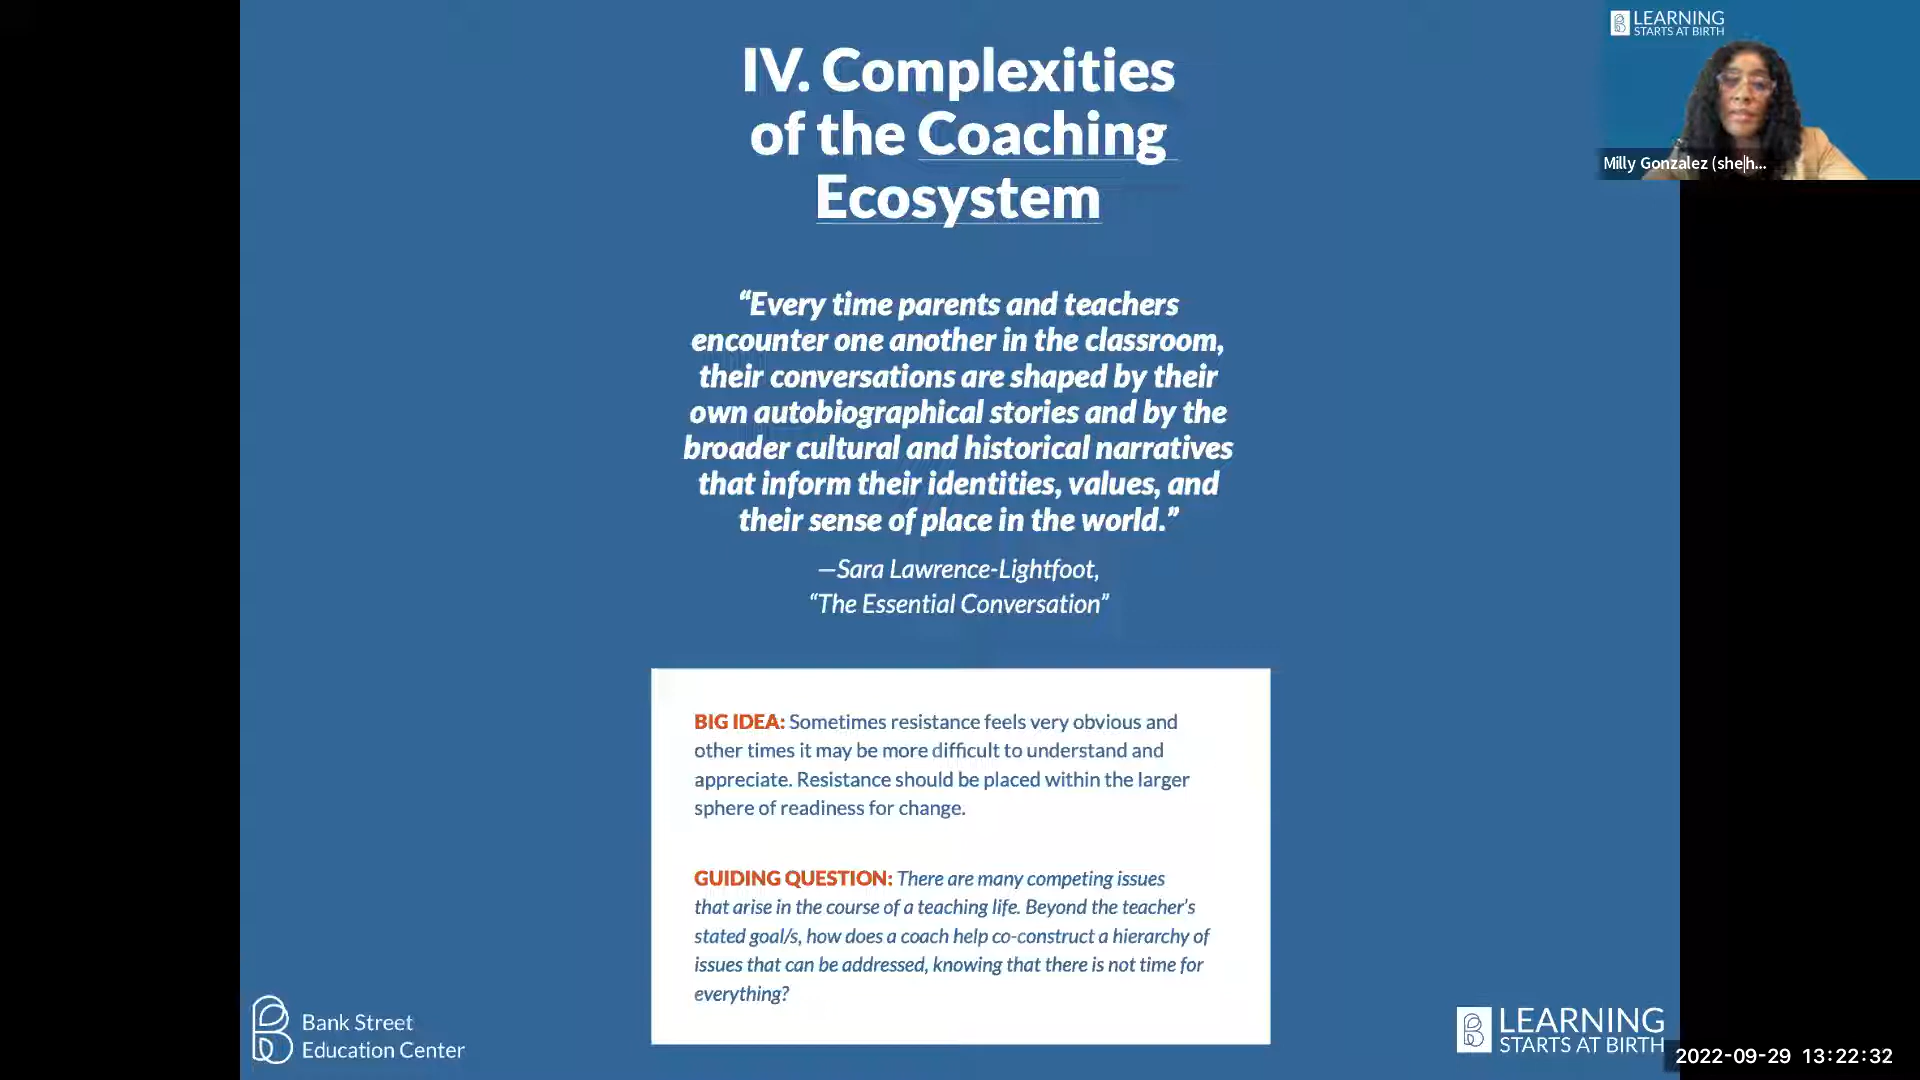 LEARNING
STARTS AT BIRTH
Milly Gonzalez (she|h...
IV. Complexities
of the Coaching
Ecosystem
“Every time parents and teachers
encounter one another in the classroom,
their conversations are shaped by their
own autobiographical stories and by the
broader cultural and historical narratives
that inform their identities, values, and
their sense of place in the world.”
—Sara Lawrence-Lightfoot,
“The Essential Conversation”
BIG IDEA: Sometimes resistance feels very obvious and
other times it may be more difficult to understand and
appreciate. Resistance should be placed within the larger
sphere of readiness for change.
GUIDING QUESTION: There are many competing issues
that arise in the course of a teaching life. Beyond the teacher’s
stated goal/s, how does a coach help co-construct a hierarchy of
issues that can be addressed, knowing that there is not time for
everything?
Bank Street
Education Center
LEARNING
STARTS AT BIRTH
2022-09-29 13:22:32